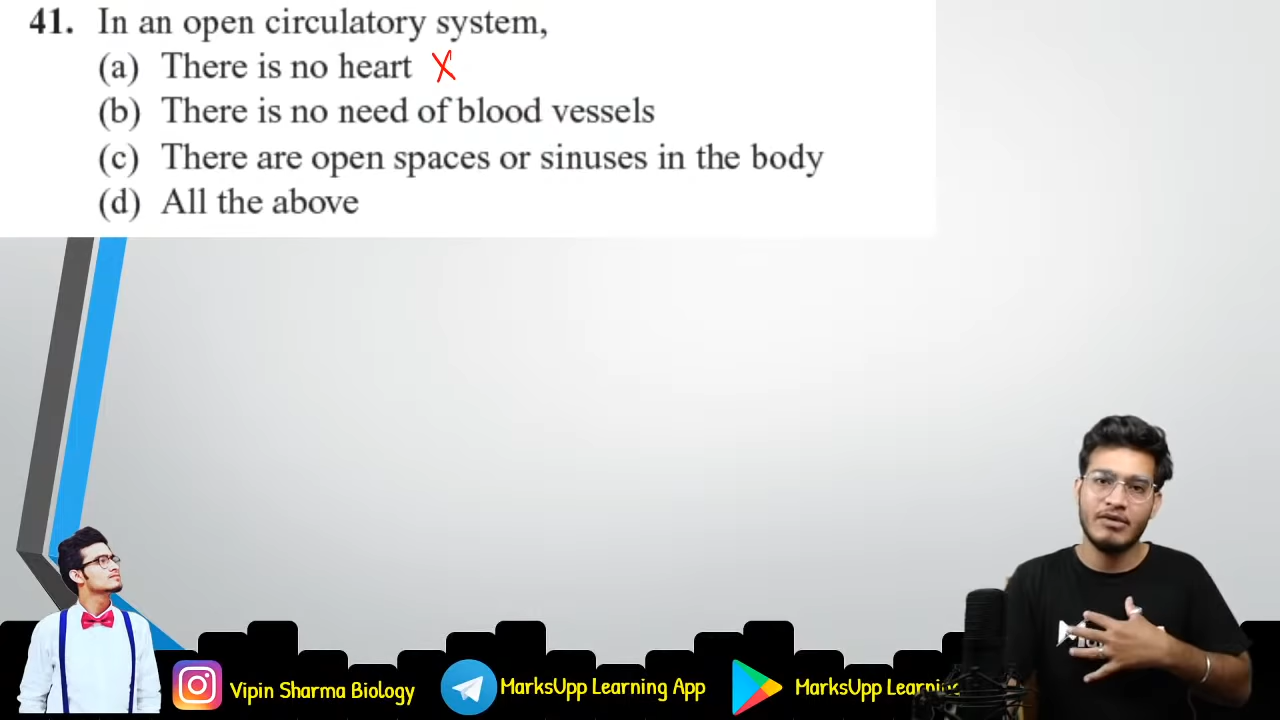 41. In an open circulatory system,
(a) There is no heart X
(b) There is no need of blood vessels
(c) There are open spaces or sinuses in the body
(d) All the above
Vipin Sharma Biology
MarksUpp Learning App
MarksUpp Learning